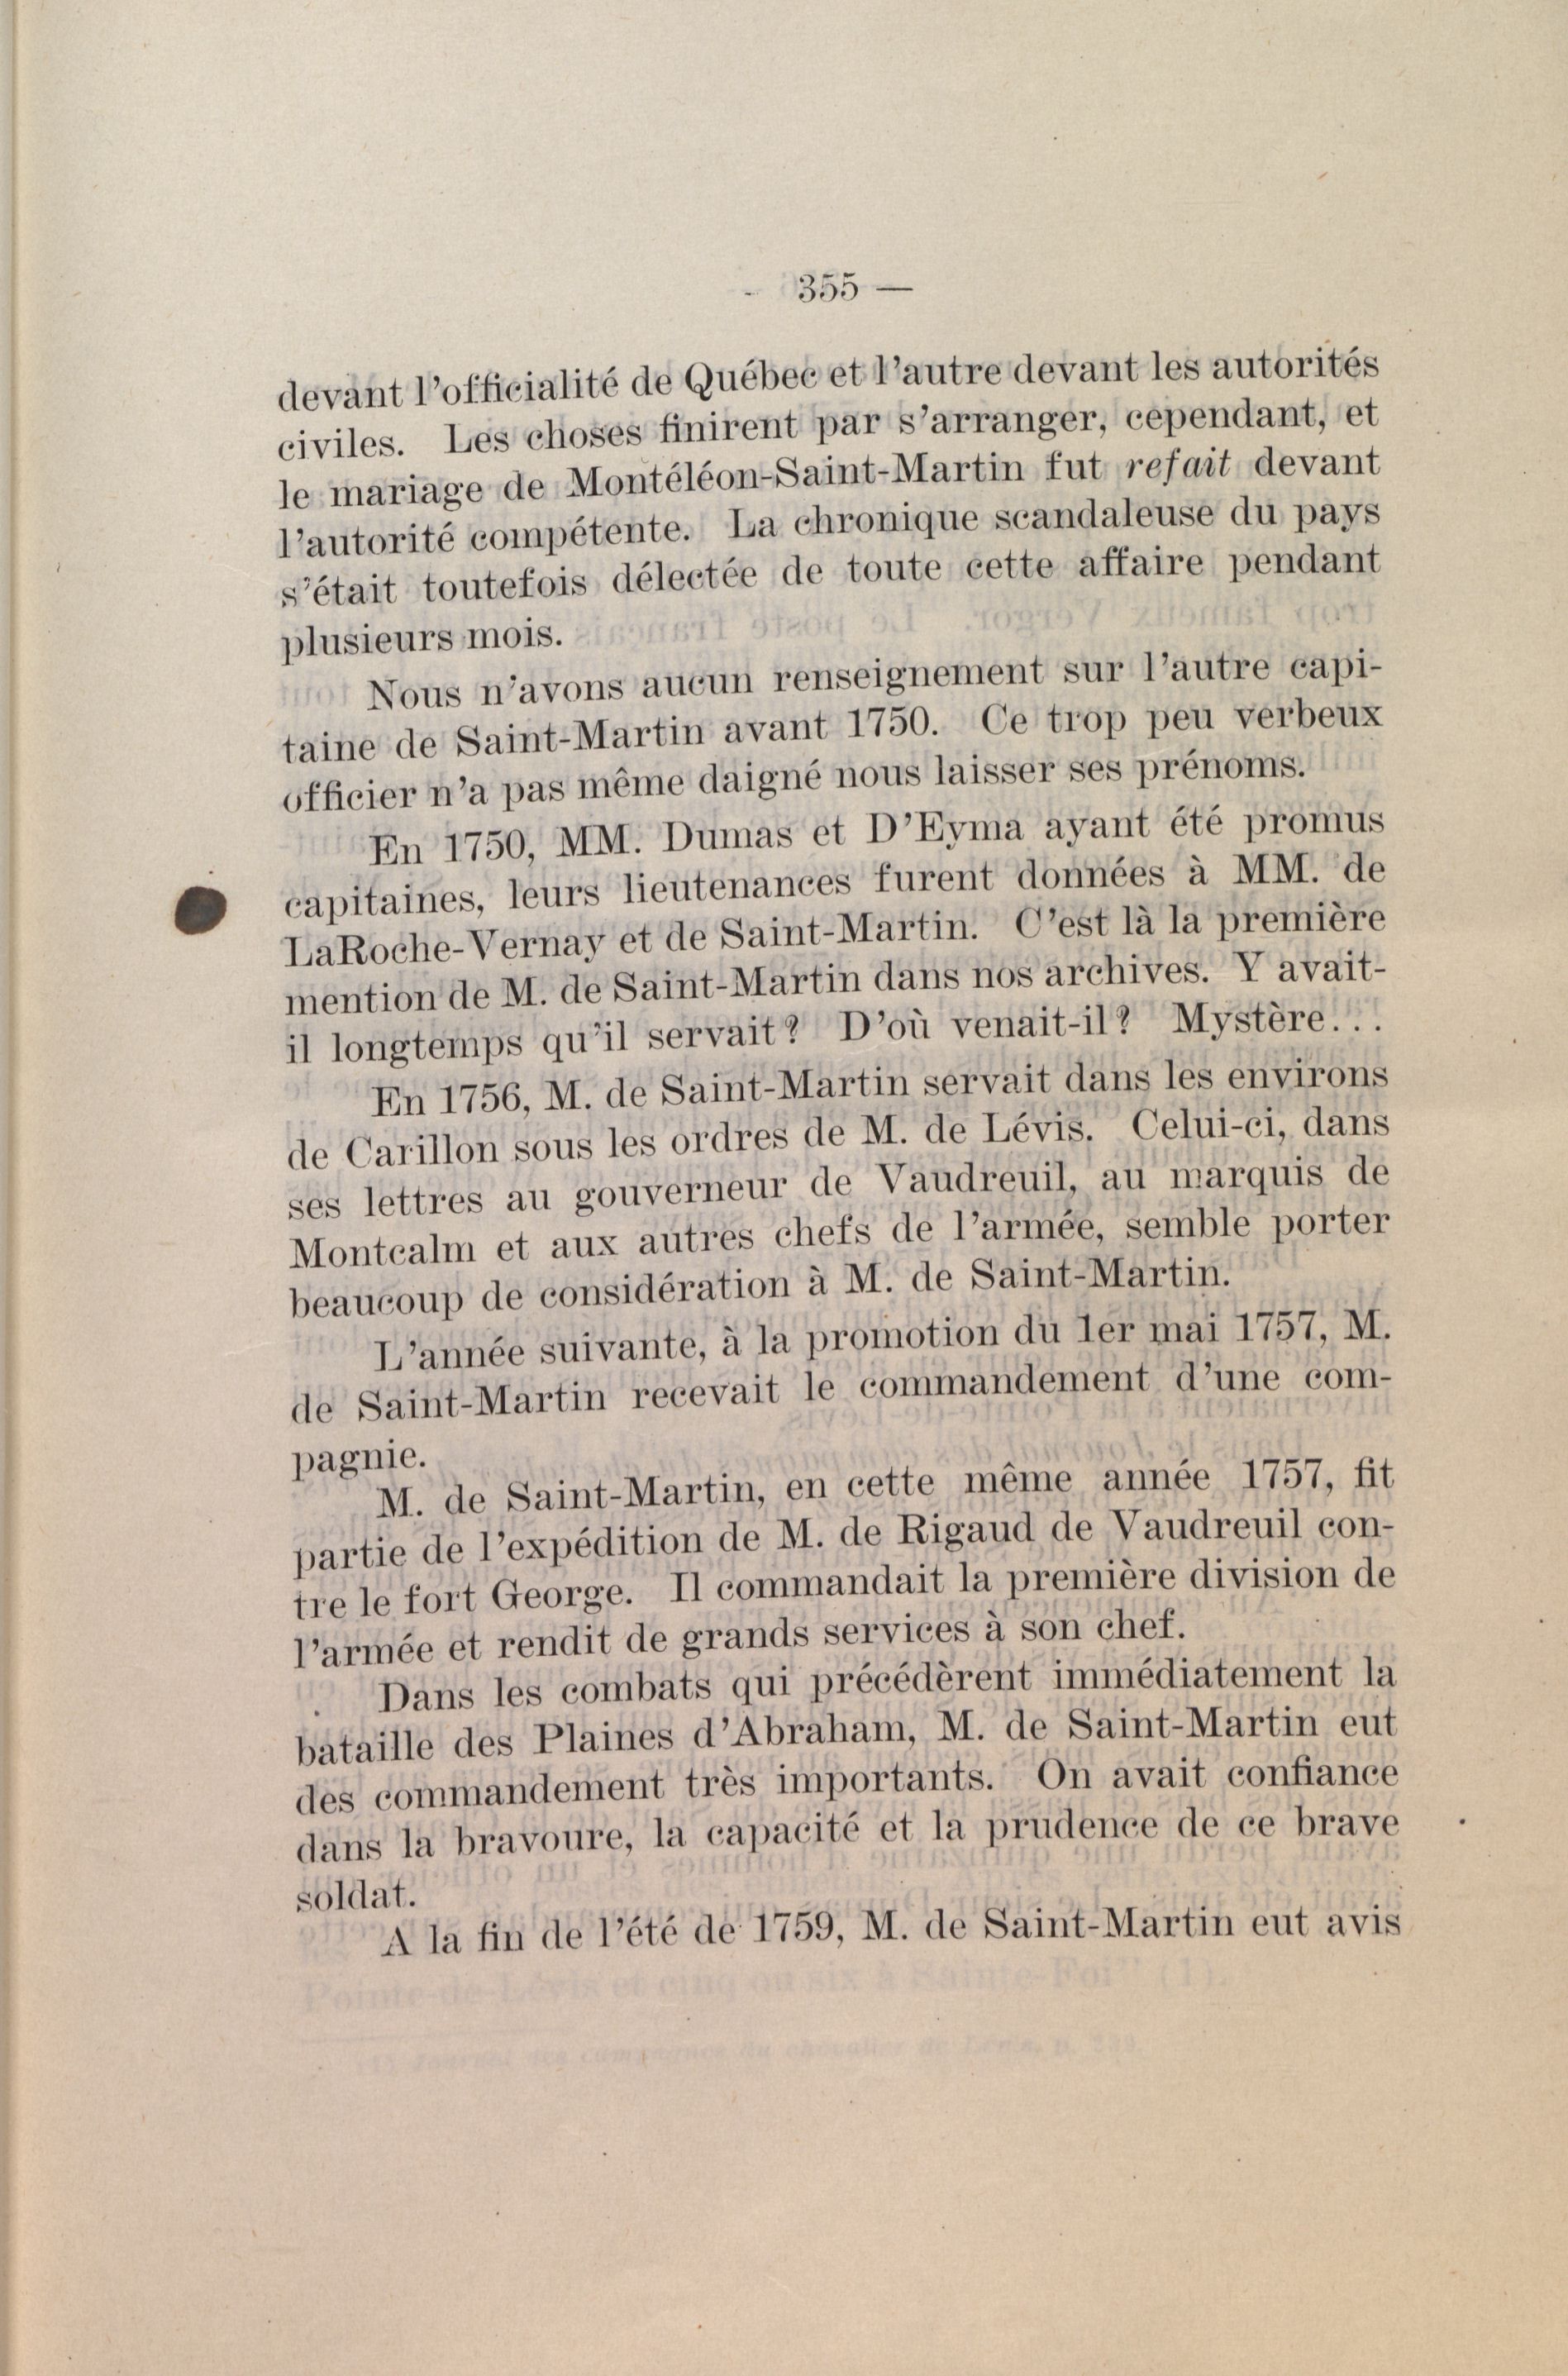 - 355 —
devant l'officialité de Québec et l'autre devant les autorités
civiles. Les choses finirent par s'arranger, cependant, et
le mariage de Montéléon-Saint-Martin fut refait devant
l'autorité compétente. La chronique scandaleuse du pays
s'était toutefois délectée de toute cette affaire pendant
plusieurs mois.
Nous n'avons aucun renseignement sur l'autre capi-
taine de Saint-Martin avant 1750. Ce trop peu verbeux
officier n'a pas même daigné nous laisser ses prénoms.
En 1750, MM. Dumas et D'Eyma ayant été promus
capitaines, leurs lieutenances furent données à MM. de
LaRoche-Vernay et de Saint-Martin. C'est là la première
mention de M. de Saint-Martin dans nos archives. Y avait-
il longtemps qu'il servait? D'où venait-il? Mystère...
En 1756, M. de Saint-Martin servait dans les environs
de Carillon sous les ordres de M. de Lévis. Celui-ci, dans
ses lettres au gouverneur de Vaudreuil, au marquis de
Montcalm et aux autres chefs de l'armée, semble porter
beaucoup de considération à M. de Saint-Martin.
L'année suivante, à la promotion du 1er mai 1757, M.
de Saint-Martin recevait le commandement d'une com-
pagnie.
M. de Saint-Martin, en cette même année 1757, fit
partie de l'expédition de M. de Rigaud de Vaudreuil con-
tre le fort George. Il commandait la première division de
l'armée et rendit de grands services à son chef.
Dans les combats qui précédèrent immédiatement la
bataille des Plaines d'Abraham, M. de Saint-Martin eut
des commandement très importants. On avait confiance
dans la bravoure, la capacité et la prudence de ce brave
soldat.
A la fin de l'été de 1759, M. de Saint-Martin eut avis